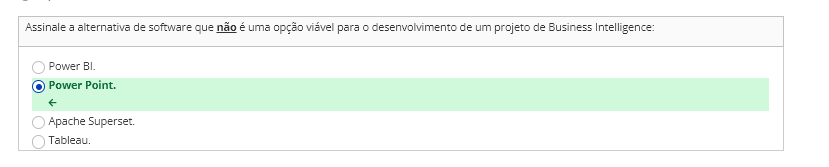 Assinale a alternativa de software que não é uma opção viável para o desenvolvimento de um projeto de Business Intelligence:
Power BI.
Power Point.
←
Apache Superset.
Tableau.